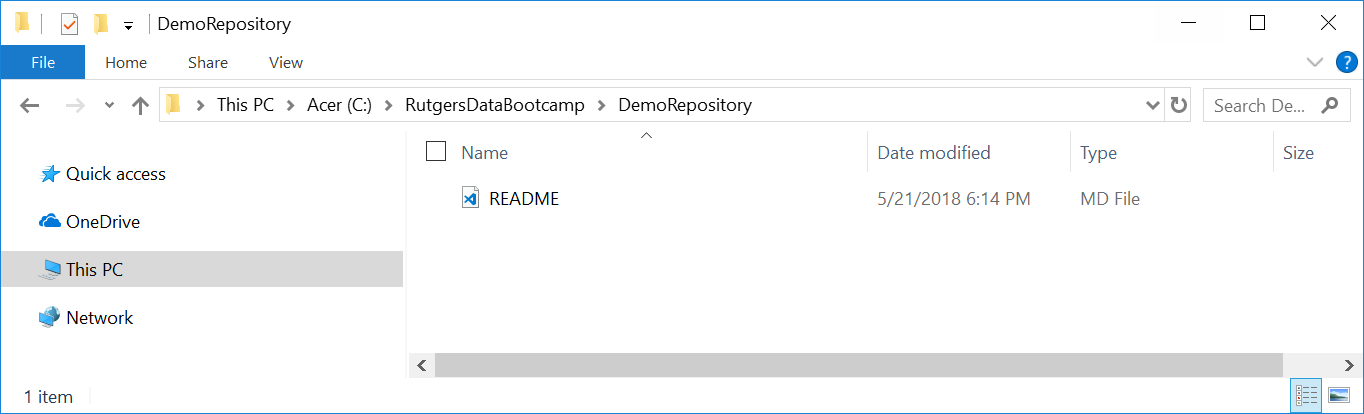 DemoRepository
File Home Share View ?
This PC Acer (C:) RutgersDataBootcamp DemoRepository Search De...
Name Date modified Type Size
Quick access
README 5/21/2018 6:14 PM MD File
OneDrive
This PC
Network
1 item